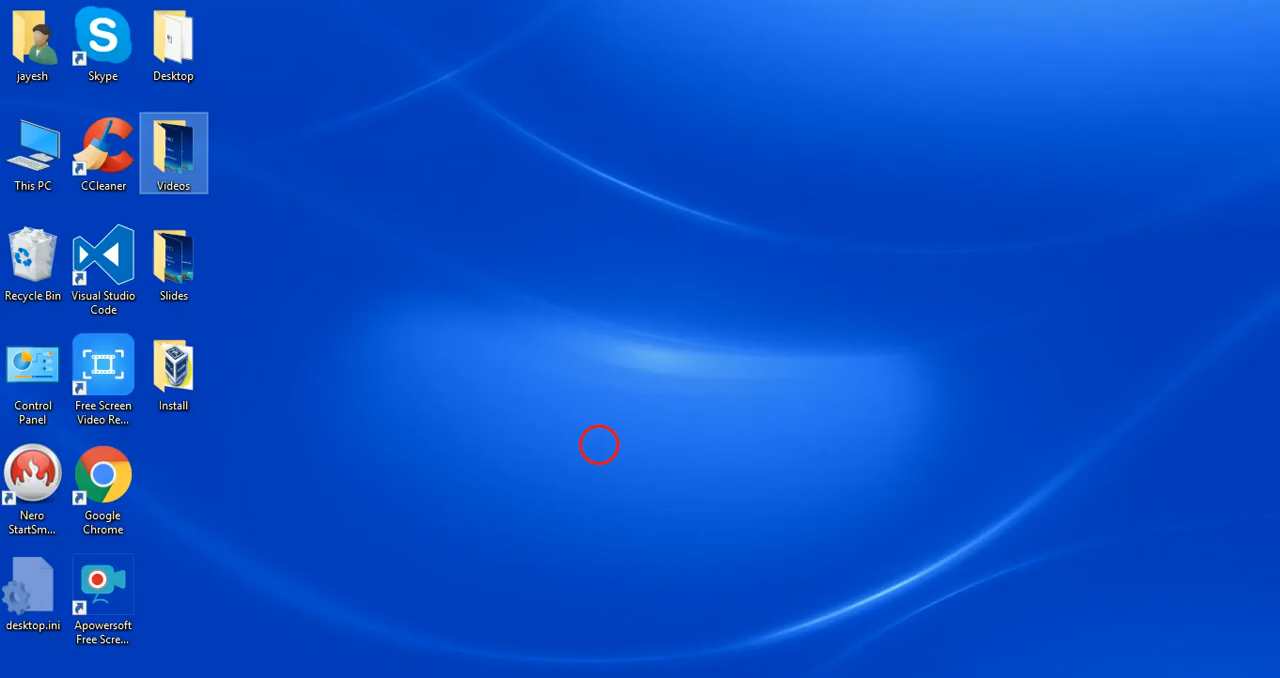 jayesh
Skype
Desktop
This PC
CCleaner
Videos
Recycle Bin
Visual Studio
Code
Slides
Control
Panel
Free Screen
Video Re...
Install
Nero
StartSm...
Google
Chrome
desktop.ini
Apowersoft
Free Scre...